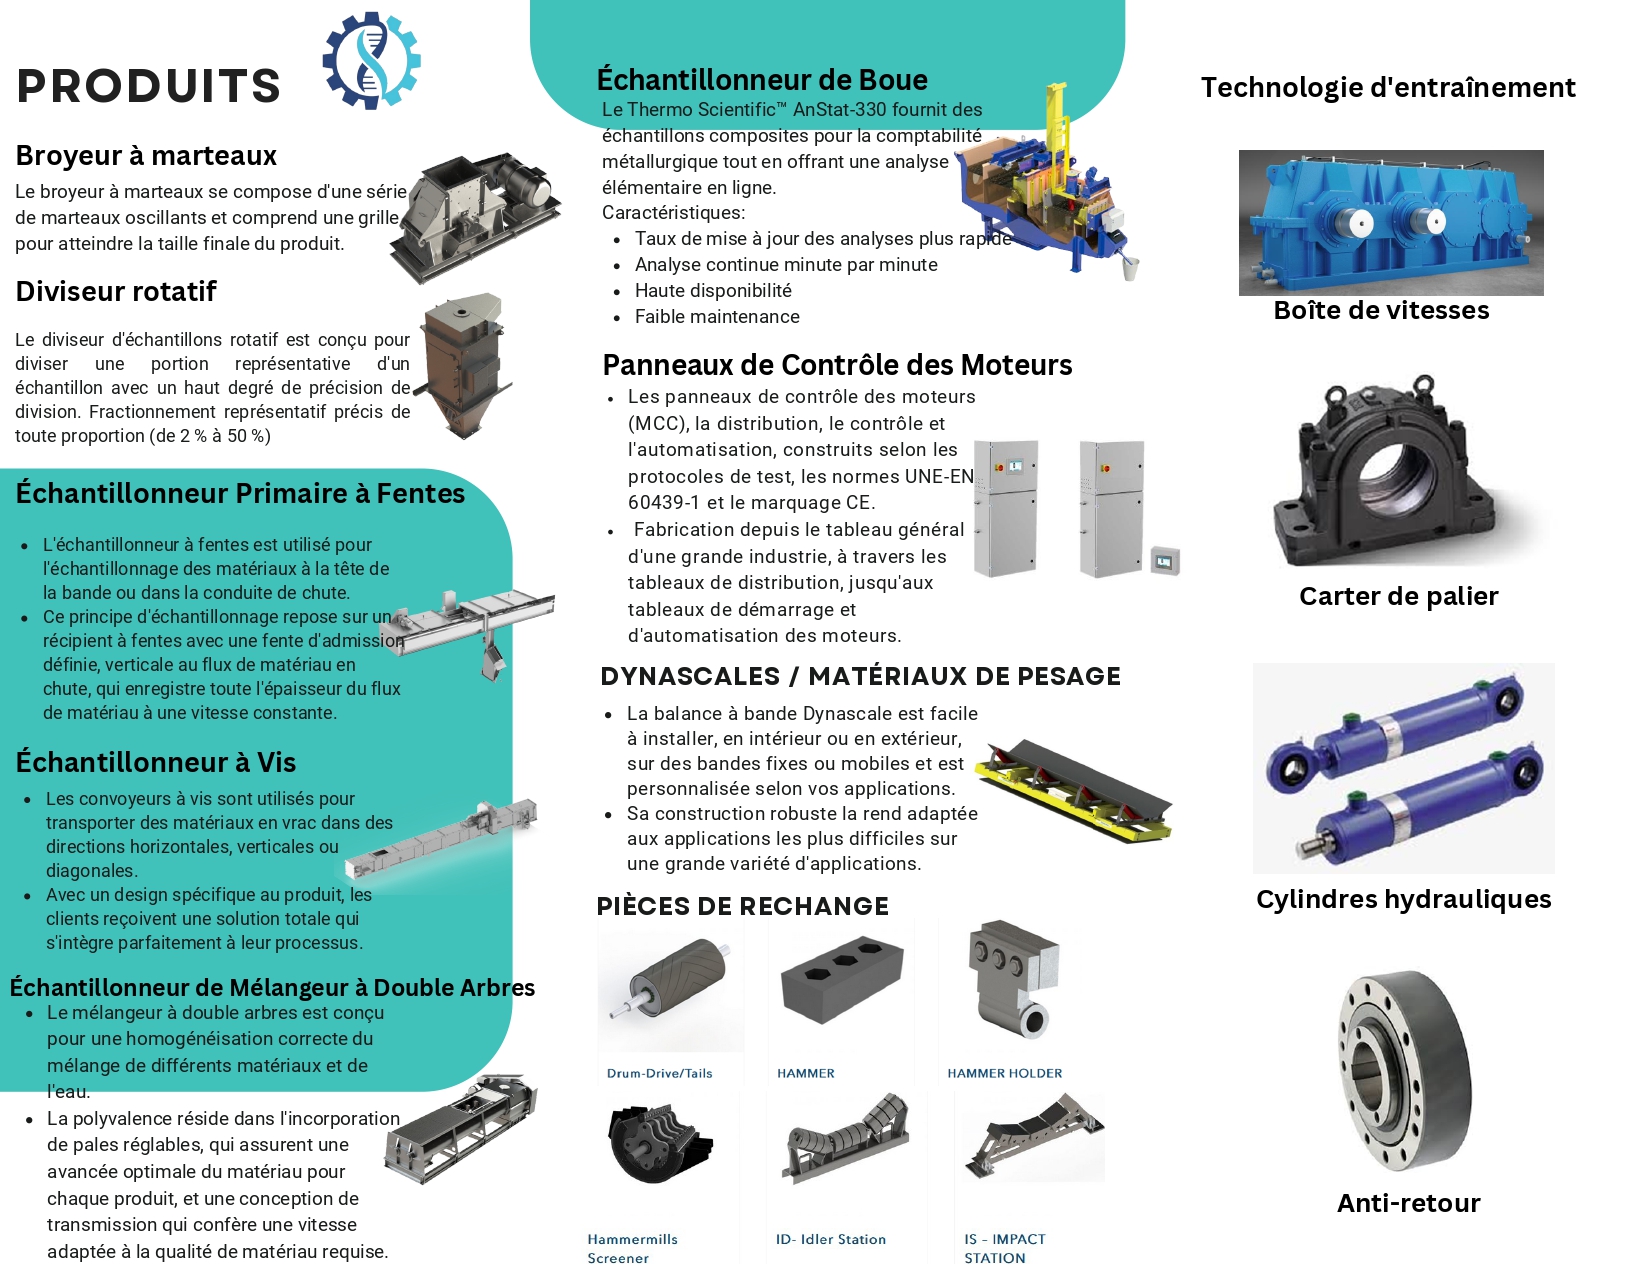 PRODUITS
Broyeur à marteaux
Le broyeur à marteaux se compose d'une série
de marteaux oscillants et comprend une grille
pour atteindre la taille finale du produit.
Diviseur rotatif
Le diviseur d'échantillons rotatif est conçu pour
diviser une portion représentative d'un
échantillon avec un haut degré de précision de
division. Fractionnement représentatif précis de
toute proportion (de 2 % à 50 %)
Échantillonneur Primaire à Fentes
• L'échantillonneur à fentes est utilisé pour
l'échantillonnage des matériaux à la tête de
la bande ou dans la conduite de chute.
• Ce principe d'échantillonnage repose sur un
récipient à fentes avec une fente d'admission
définie, verticale au flux de matériau en
chute, qui enregistre toute l'épaisseur du flux
de matériau à une vitesse constante.
Échantillonneur à Vis
• Les convoyeurs à vis sont utilisés pour
transporter des matériaux en vrac dans des
directions horizontales, verticales ou
diagonales.
• Avec un design spécifique au produit, les
clients reçoivent une solution totale qui
s'intègre parfaitement à leur processus.
Échantillonneur de Mélangeur à Double Arbres
• Le mélangeur à double arbres est conçu
pour une homogénéisation correcte du
mélange de différents matériaux et de
l'eau.
• La polyvalence réside dans l'incorporation
de pales réglables, qui assurent une
avancée optimale du matériau pour
chaque produit, et une conception de
transmission qui confère une vitesse
adaptée à la qualité de matériau requise.
Échantillonneur de Boue
Le Thermo Scientific™ AnStat-330 fournit des
échantillons composites pour la comptabilité
métallurgique tout en offrant une analyse
élémentaire en ligne.
Caractéristiques:
• Taux de mise à jour des analyses plus rapide
• Analyse continue minute par minute
• Haute disponibilité
• Faible maintenance
Panneaux de Contrôle des Moteurs
• Les panneaux de contrôle des moteurs
(MCC), la distribution, le contrôle et
l'automatisation, construits selon les
protocoles de test, les normes UNE-EN
60439-1 et le marquage CE.
• Fabrication depuis le tableau général
d'une grande industrie, à travers les
tableaux de distribution, jusqu'aux
tableaux de démarrage et
d'automatisation des moteurs.
DYNASCALES / MATÉRIAUX DE PESAGE
• La balance à bande Dynascale est facile
à installer, en intérieur ou en extérieur,
sur des bandes fixes ou mobiles et est
personnalisée selon vos applications.
• Sa construction robuste la rend adaptée
aux applications les plus difficiles sur
une grande variété d'applications.
PIÈCES DE RECHANGE
Drum-Drive/Tails
HAMMER
HAMMER HOLDER
Hammermills
Screener
ID- Idler Station
IS – IMPACT
STATION
Technologie d'entraînement
Boîte de vitesses
Carter de palier
Cylindres hydrauliques
Anti-retour